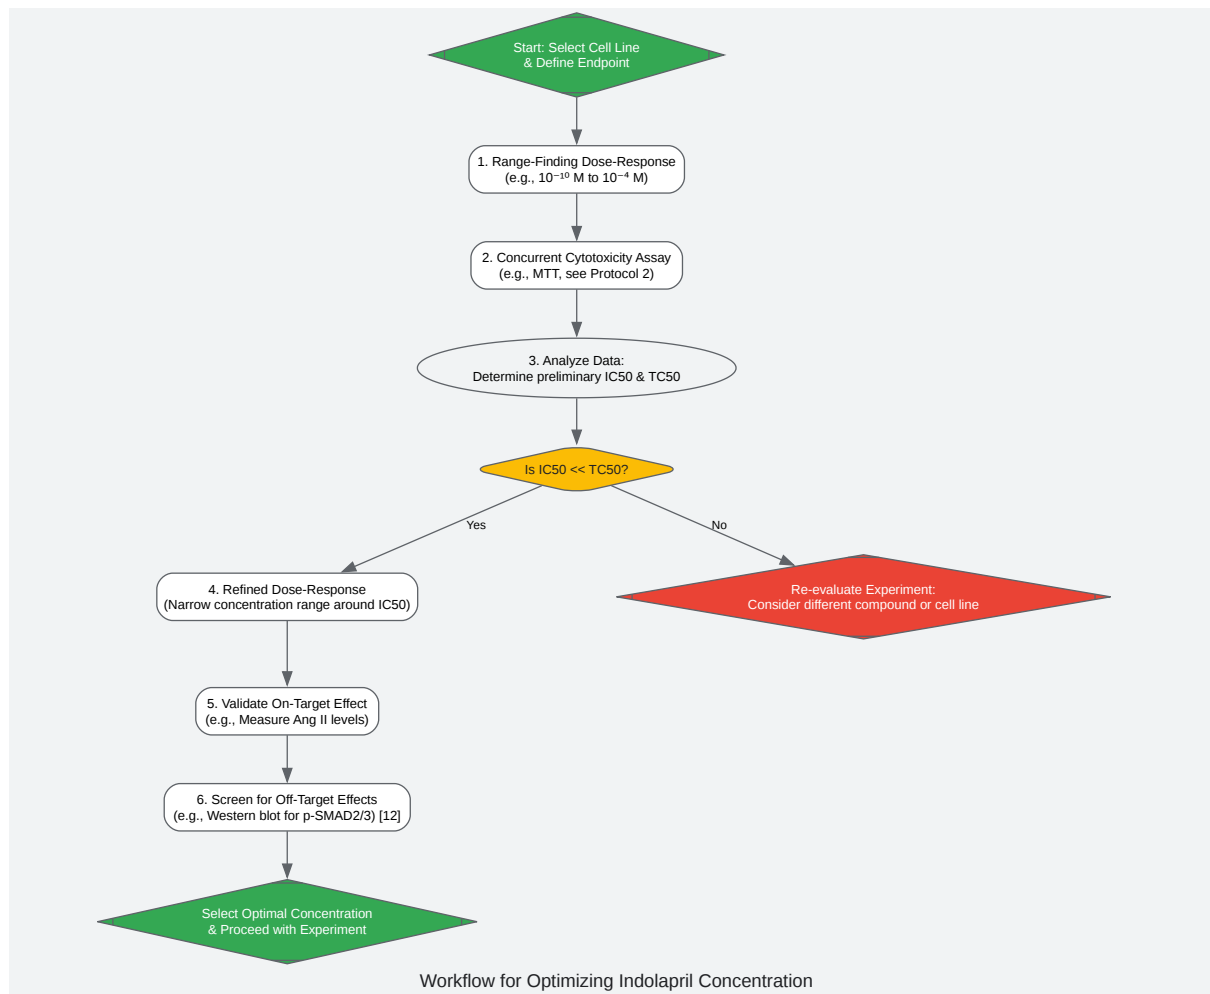 Start: Select Cell Line
& Define Endpoint
1. Range-Finding Dose-Response
(e.g., 10⁻¹⁰ M to 10⁻⁴ M)
2. Concurrent Cytotoxicity Assay
(e.g., MTT, see Protocol 2)
3. Analyze Data:
Determine preliminary IC50 & TC50
Is IC50 << TC50?
Yes
No
4. Refined Dose-Response
(Narrow concentration range around IC50)
Re-evaluate Experiment:
Consider different compound or cell line
5. Validate On-Target Effect
(e.g., Measure Ang II levels)
6. Screen for Off-Target Effects
(e.g., Western blot for p-SMAD2/3) [12]
Select Optimal Concentration
& Proceed with Experiment
Workflow for Optimizing Indolapril Concentration